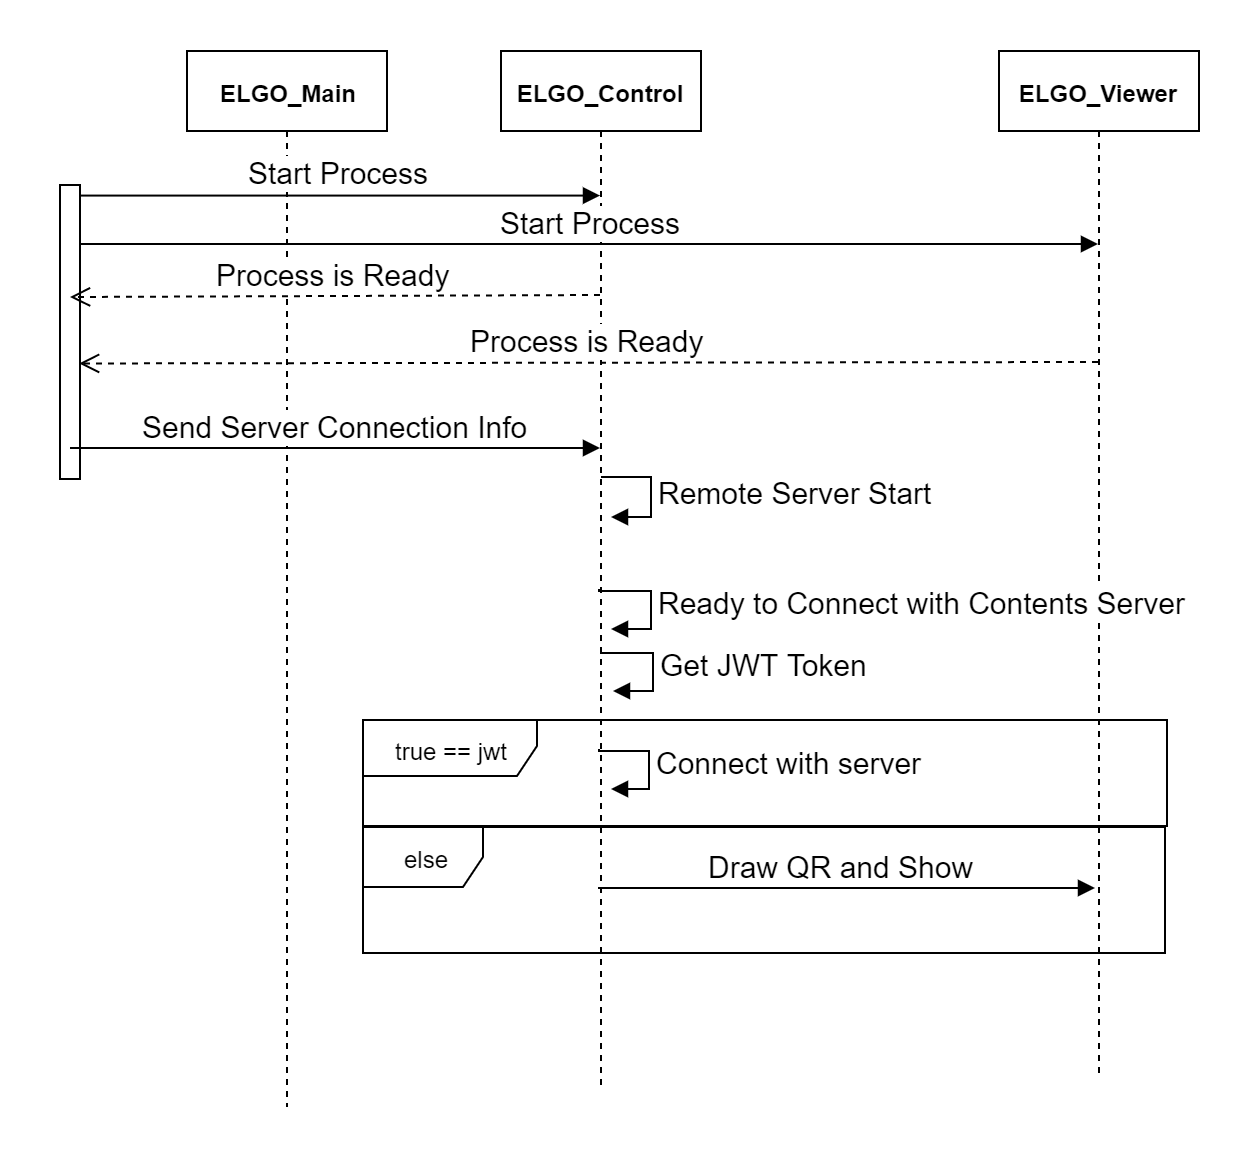 ELGO_Main
ELGO_Control
ELGO_Viewer
Start Process
Start Process
Process is Ready
Process is Ready
Send Server Connection Info
Remote Server Start
Ready to Connect with Contents Server
Get JWT Token
true == jwt
Connect with server
else
Draw QR and Show